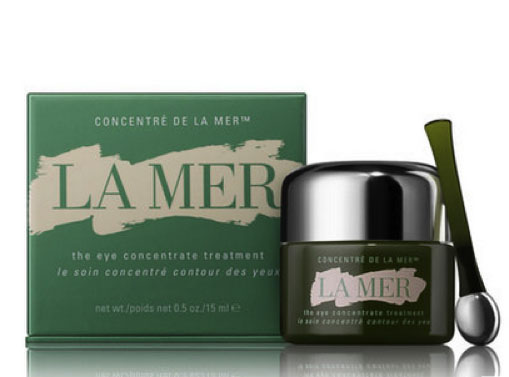 CONCENTRÉ DE LA MER™
LA MER
the eye concentrate treatment
le soin concentré contour des yeux
net wt./poids net 0.5 oz./15 ml ℮
CONCENTRÉ DE LA MER™
LA MER
the eye concentrate treatment
le soin concentré contour des yeux